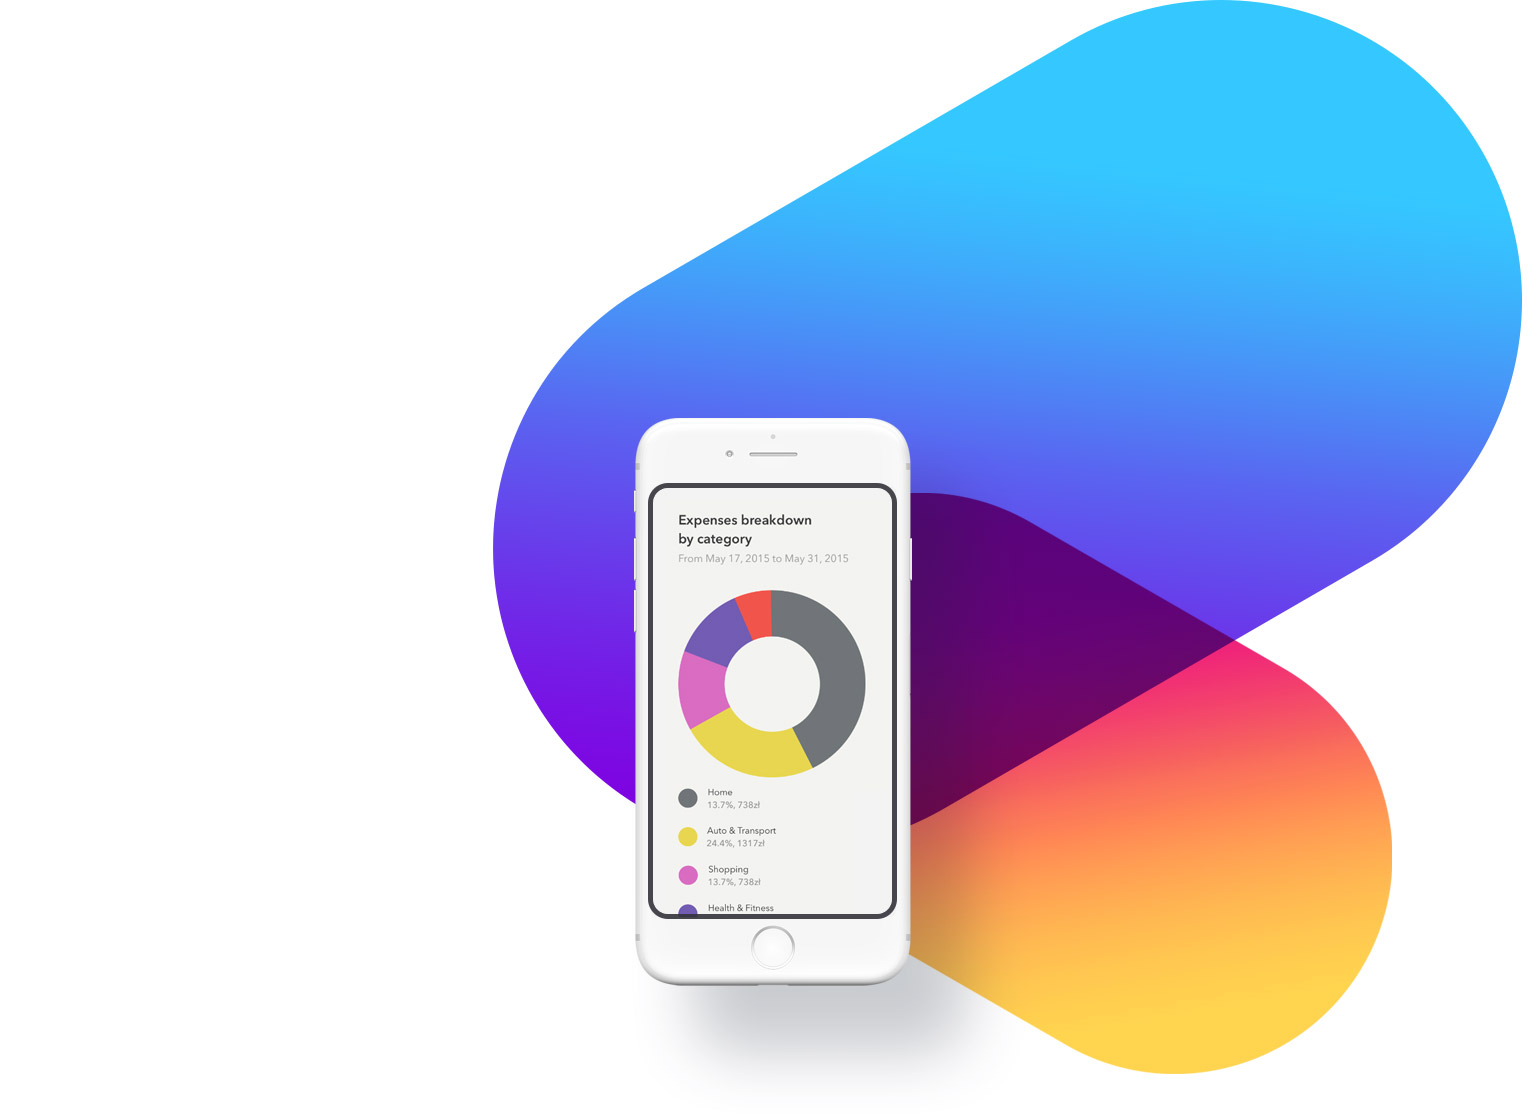 Expenses breakdown
by category
From May 17, 2015 to May 31, 2015
Home
13.7%, 738zł
Auto & Transport
24.4%, 1317zł
Shopping
13.7%, 738zł
Health & Fitness